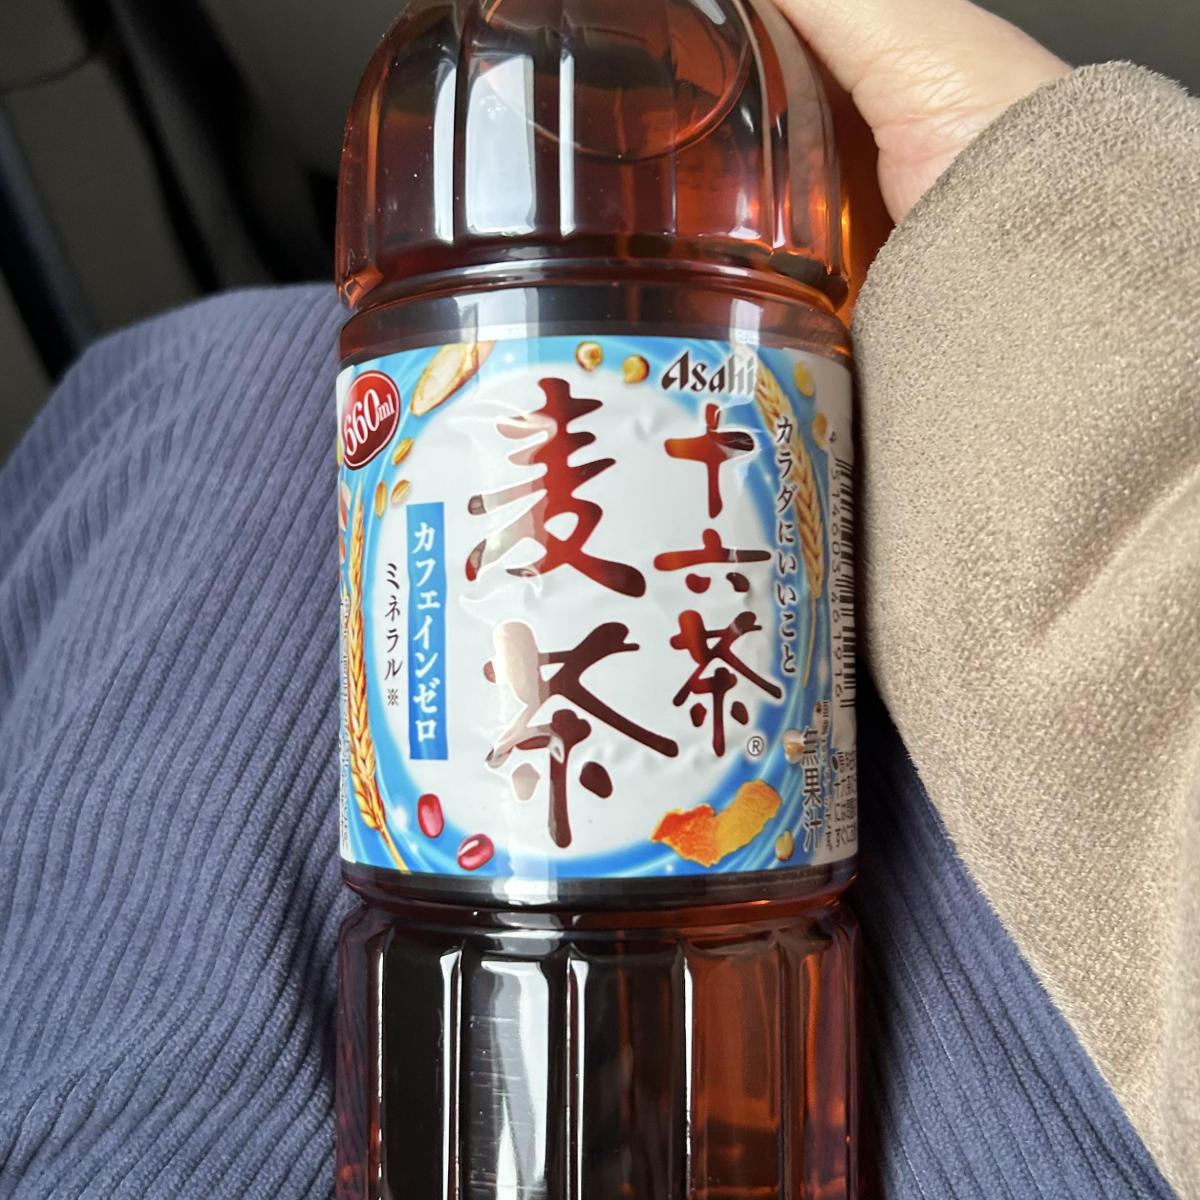 Asahi
カラダにいいこと
十六茶®
麦茶
カフェインゼロ
ミネラル※
660ml
無果汁